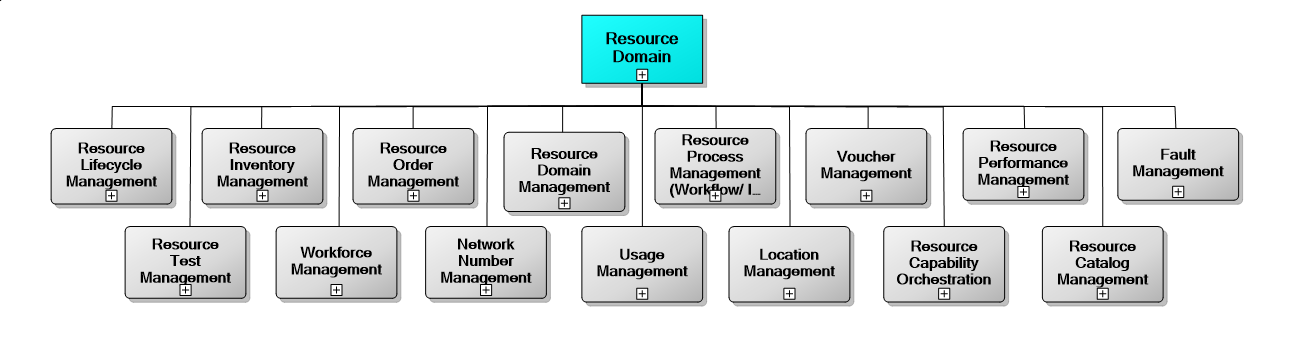 Resource
Domain
Resource
Lifecycle
Management
Resource
Inventory
Management
Resource
Order
Management
Resource
Domain
Management
Resource
Process
Management
(Workflow/ I...
Voucher
Management
Resource
Performance
Management
Fault
Management
Resource
Test
Management
Workforce
Management
Network
Number
Management
Usage
Management
Location
Management
Resource
Capability
Orchestration
Resource
Catalog
Management